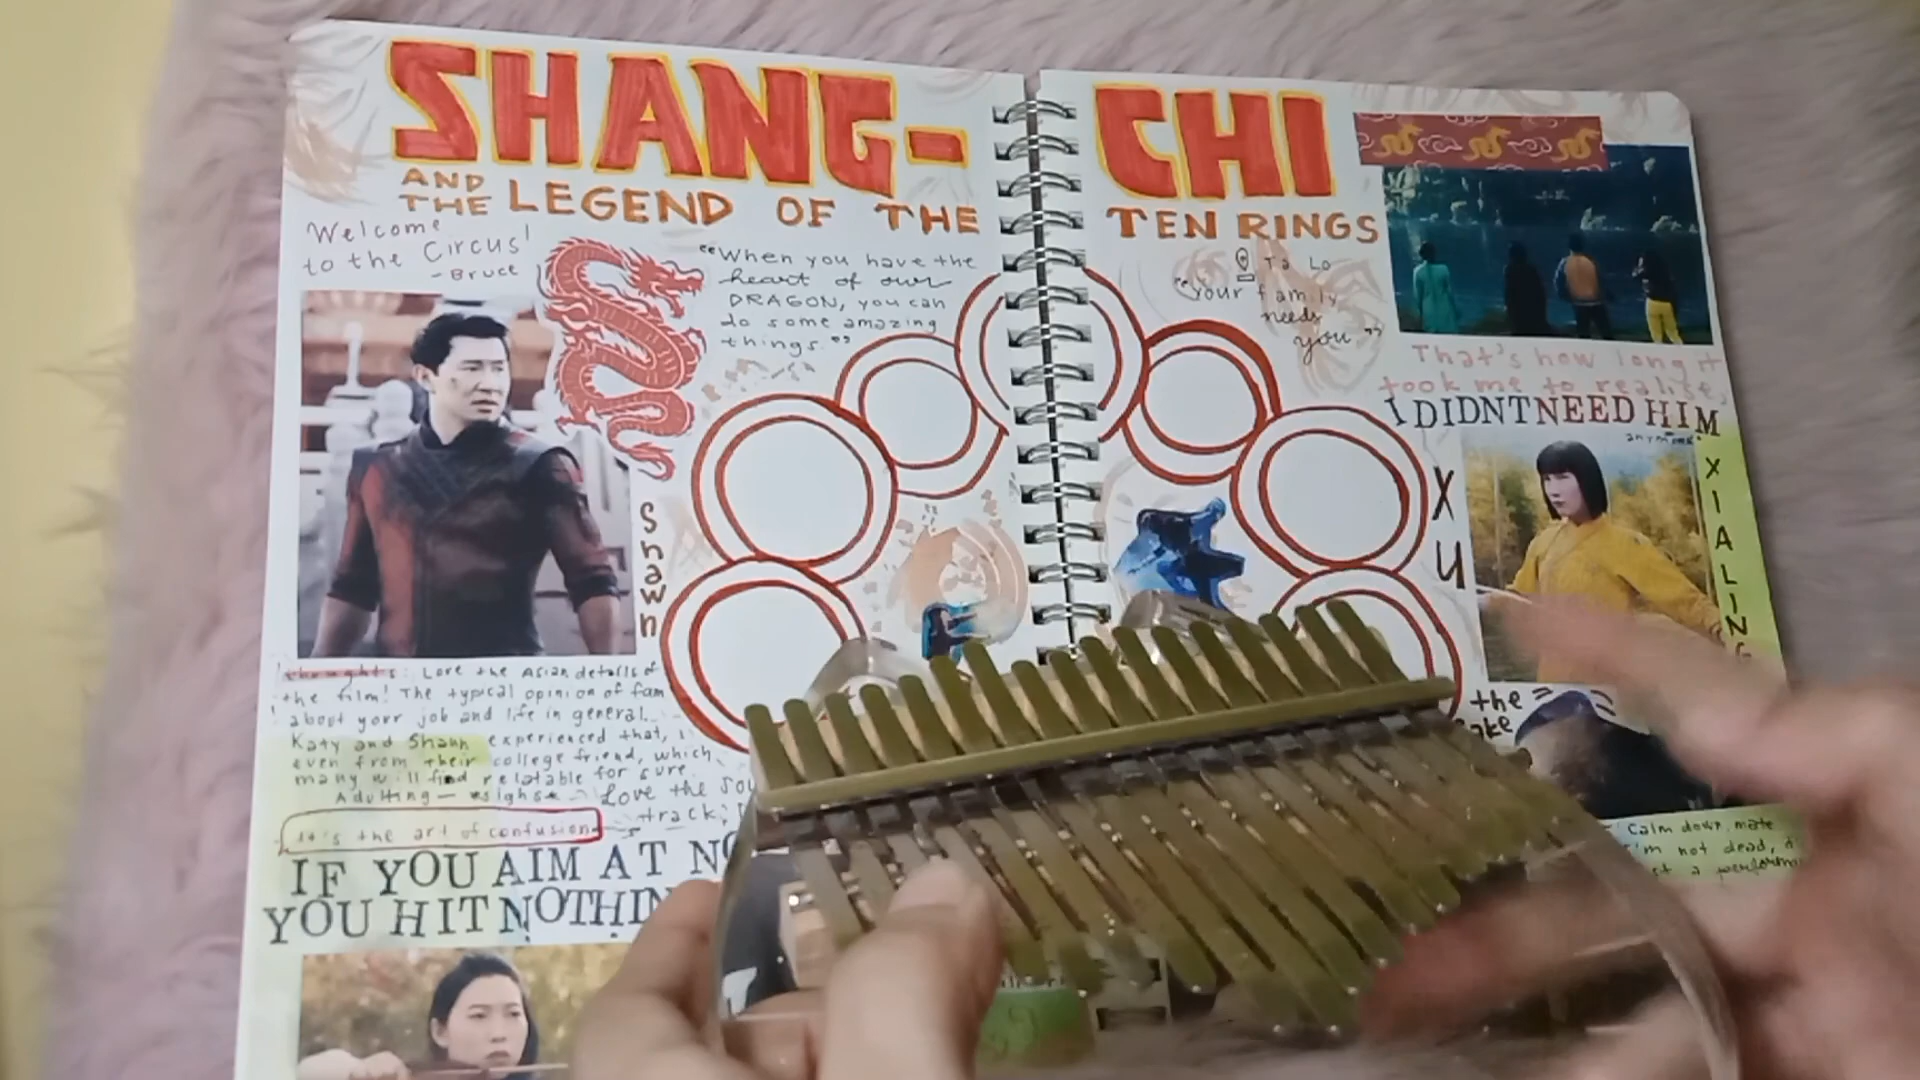 SHANG-CHI
AND THE LEGEND OF THE TEN RINGS
Welcome
to the Circus!
- Bruce
"When you have the
heart of our
DRAGON, you can
do some amazing
things."
Shawn
thoughts: Love the Asian details of
the film! The typical opinion of fam
about your job and life in general.
Katy and Shaun experienced that,
even from their college friend, which
many will find relatable for sure.
Adulting — *sighs* - Love the
track,
It's the art of confusion
IF YOU AIM AT
YOU HIT
Ta Lo
"Your family
needs
you"
That's how long it
took me to realise,
I DIDNT NEED HIM
anymore.
XU
XIALING
the
Calm down, mate
I'm not dead,